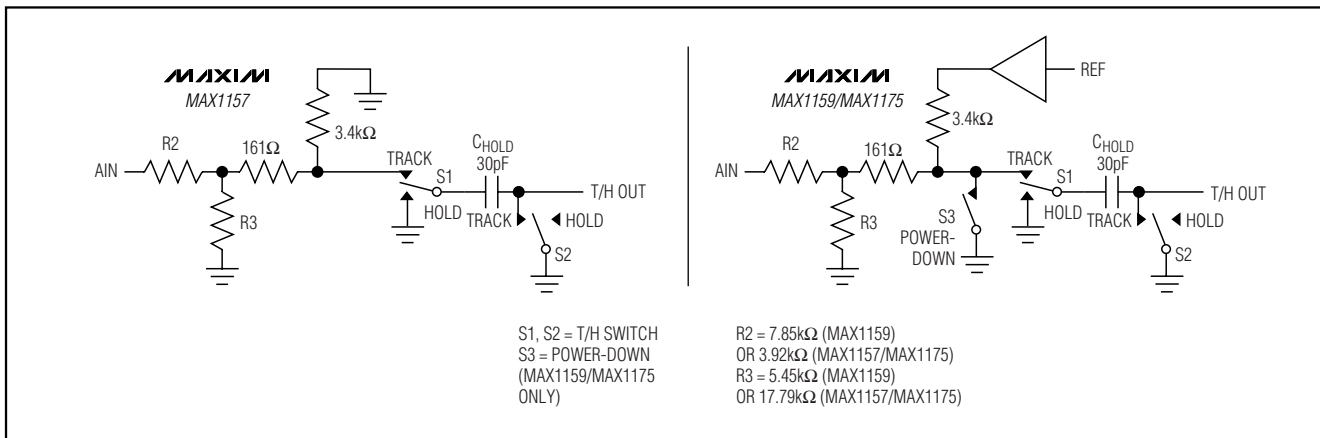 MAXIM
MAX1157
3.4kΩ
R2
161Ω
AIN
R3
TRACK
S1
HOLD
CHOLD
30pF
TRACK
HOLD
S2
T/H OUT
MAXIM
MAX1159/MAX1175
REF
3.4kΩ
R2
161Ω
AIN
R3
S3
POWER-
DOWN
TRACK
S1
HOLD
CHOLD
30pF
TRACK
HOLD
S2
T/H OUT
S1, S2 = T/H SWITCH
S3 = POWER-DOWN
(MAX1159/MAX1175
ONLY)
R2 = 7.85kΩ (MAX1159)
OR 3.92kΩ (MAX1157/MAX1175)
R3 = 5.45kΩ (MAX1159)
OR 17.79kΩ (MAX1157/MAX1175)